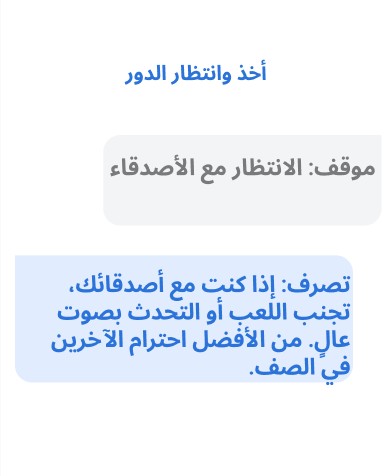 أخذ وانتظار الدور
موقف: الانتظار مع الأصدقاء
تصرف: إذا كنت مع أصدقائك،
تجنب اللعب أو التحدث بصوت
عالٍ. من الأفضل احترام الآخرين
في الصف.